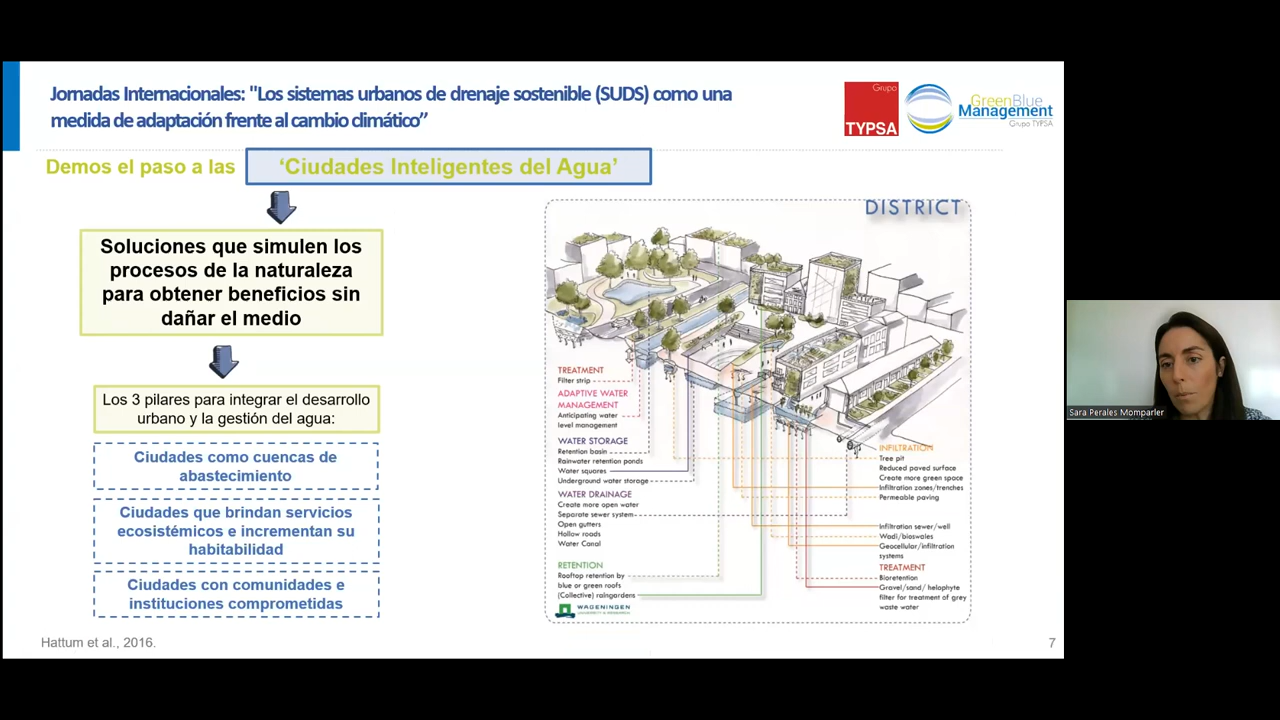 Jornadas Internacionales: "Los sistemas urbanos de drenaje sostenible (SUDS) como una
medida de adaptación frente al cambio climático”
Grupo
TYPSA
GreenBlue
Management
Grupo TYPSA
Demos el paso a las
‘Ciudades Inteligentes del Agua’
Soluciones que simulen los
procesos de la naturaleza
para obtener beneficios sin
dañar el medio
Los 3 pilares para integrar el desarrollo
urbano y la gestión del agua:
Ciudades como cuencas de
abastecimiento
Ciudades que brindan servicios
ecosistémicos e incrementan su
habitabilidad
Ciudades con comunidades e
instituciones comprometidas
DISTRICT
TREATMENT
Filter strip
ADAPTIVE WATER
MANAGEMENT
Anticipating water
level management
WATER STORAGE
Retention basin
Rainwater retention ponds
Water squares
Underground water storage
WATER DRAINAGE
Create more open water
Separate sewer system
Open gutters
Hollow roads
Water Canal
RETENTION
Rooftop retention by
blue or green roofs
(Collective) raingardens
WAGENINGEN
UNIVERSITY & RESEARCH
INFILTRATION
Tree pit
Reduced paved surface
Create more green space
Infiltration zones/trenches
Permeable paving
Infiltration sewer/well
Wadi/bioswales
Geocellular/infiltration
systems
TREATMENT
Bioretention
Gravel/sand/ helophyte
filter for treatment of grey
waste water
Hattum et al., 2016.
7
Sara Perales Momparler